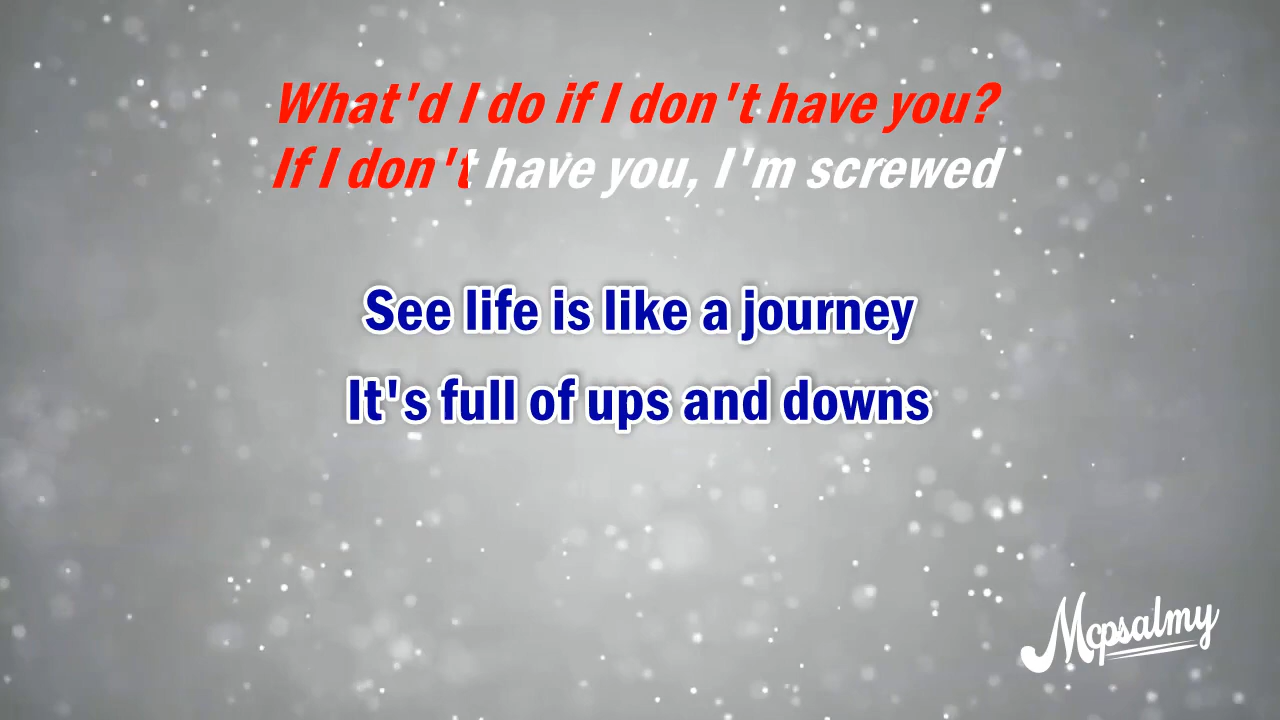 What'd I do if I don't have you?
If I don't have you, I'm screwed
See life is like a journey
It's full of ups and downs
Mcpsalmy